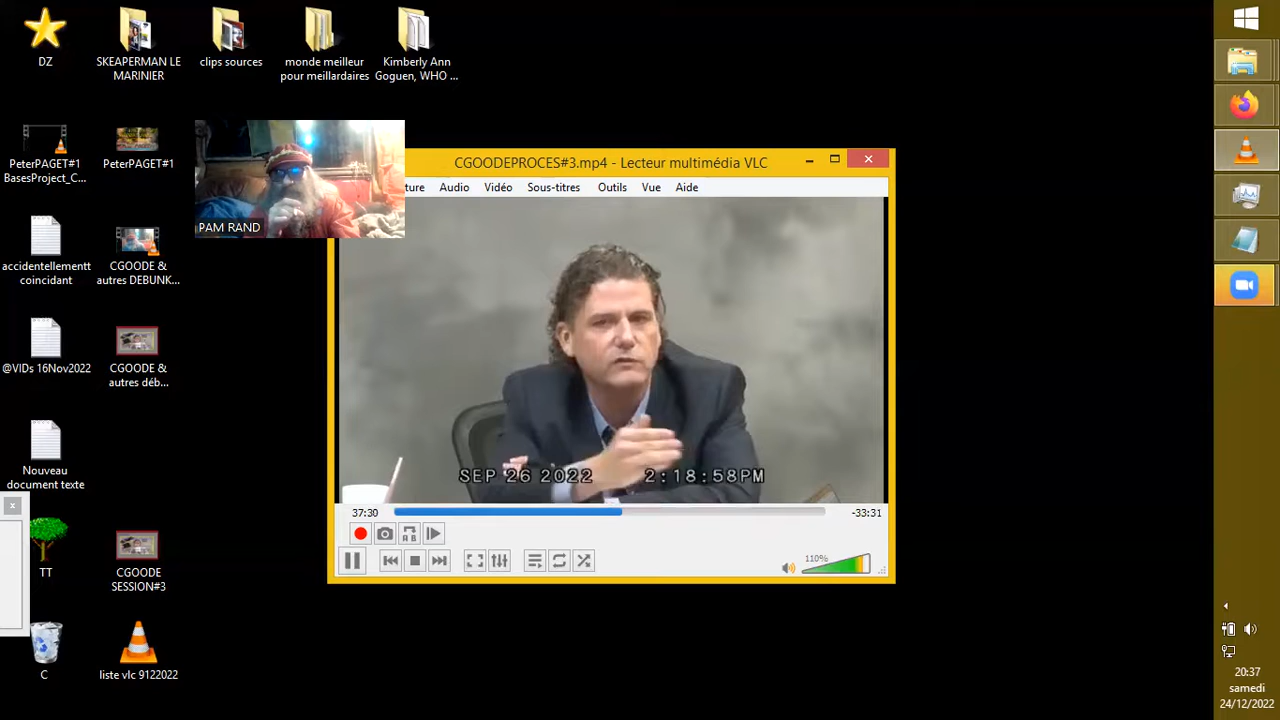 DZ
SKEAPERMAN LE
MARINIER
clips sources
monde meilleur
pour meillardaires
Kimberly Ann
Goguen, WHO ...
PeterPAGET#1
BasesProject_C...
PeterPAGET#1
PAM RAND
CGOODEPROCES#3.mp4 - Lecteur multimédia VLC
ture Audio Vidéo Sous-titres Outils Vue Aide
accidentellementt
coincidant
CGOODE &
autres DEBUNK...
@VIDs 16Nov2022
CGOODE &
autres déb...
Nouveau
document texte
SEP 26 2022 2:18:58PM
37:30
-33:31
A B
110%
x
TT
CGOODE
SESSION#3
C
liste vlc 9122022
20:37
samedi
24/12/2022